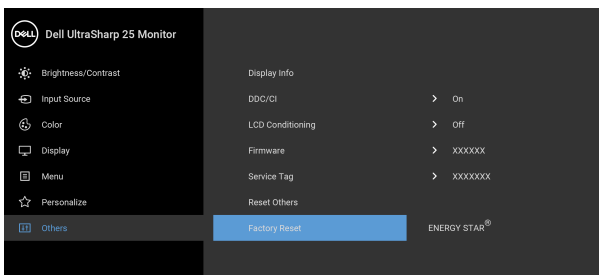 DELL Dell UltraSharp 25 Monitor
Brightness/Contrast Display Info
Input Source DDC/CI On
Color LCD Conditioning Off
Display Firmware XXXXXX
Menu Service Tag XXXXXXX
Personalize Reset Others
Others Factory Reset ENERGY STAR®